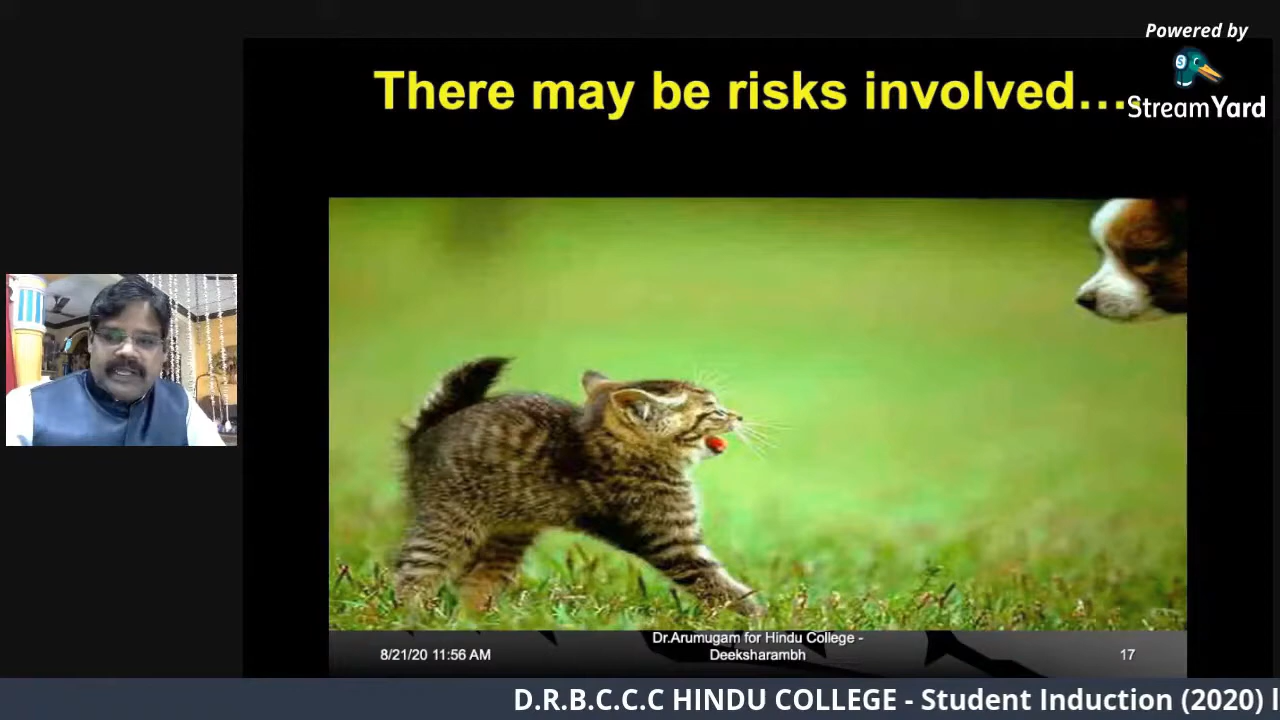 Powered by
StreamYard
There may be risks involved….
Dr.Arumugam for Hindu College -
Deeksharambh
8/21/20 11:56 AM
17
D.R.B.C.C.C HINDU COLLEGE - Student Induction (2020)